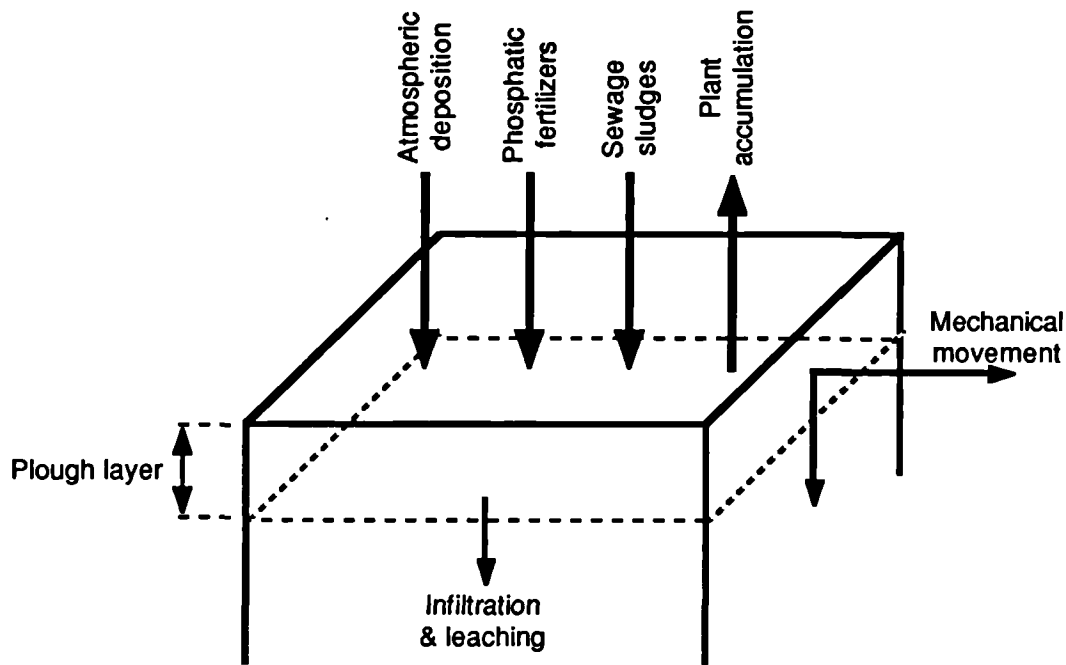 Atmospheric
deposition
Phosphatic
fertilizers
Sewage
sludges
Plant
accumulation
Mechanical
movement
Plough layer
Infiltration
& leaching